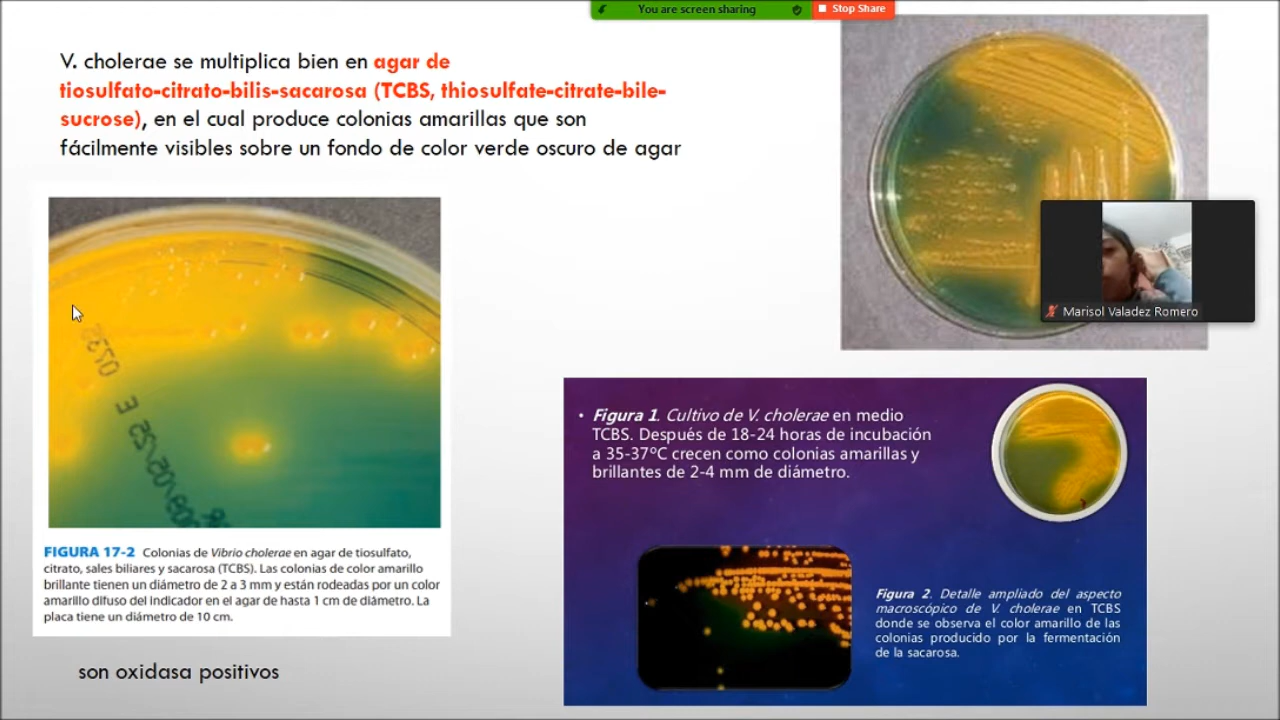 You are screen sharing
Stop Share
V. cholerae se multiplica bien en agar de
tiosulfato-citrato-bilis-sacarosa (TCBS, thiosulfate-citrate-bile-
sucrose), en el cual produce colonias amarillas que son
fácilmente visibles sobre un fondo de color verde oscuro de agar
Marisol Valadez Romero
• Figura 1. Cultivo de V. cholerae en medio
TCBS. Después de 18-24 horas de incubación
a 35-37ºC crecen como colonias amarillas y
brillantes de 2-4 mm de diámetro.
FIGURA 17-2 Colonias de Vibrio cholerae en agar de tiosulfato,
citrato, sales biliares y sacarosa (TCBS). Las colonias de color amarillo
brillante tienen un diámetro de 2 a 3 mm y están rodeadas por un color
amarillo difuso del indicador en el agar de hasta 1 cm de diámetro. La
placa tiene un diámetro de 10 cm.
Figura 2. Detalle ampliado del aspecto
macroscópico de V. cholerae en TCBS
donde se observa el color amarillo de las
colonias producido por la fermentación
de la sacarosa.
son oxidasa positivos